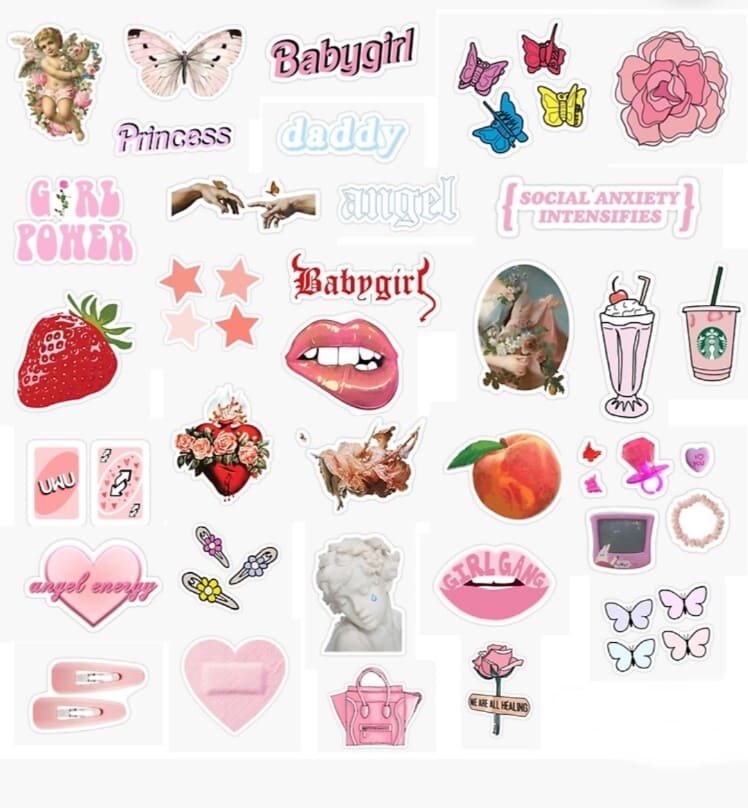 Babygirl
Princess
daddy
GIRL
POWER
angel
SOCIAL ANXIETY
INTENSIFIES
Babygirl
UWU
angel energy
GIRL GANG
WE ARE ALL HEALING